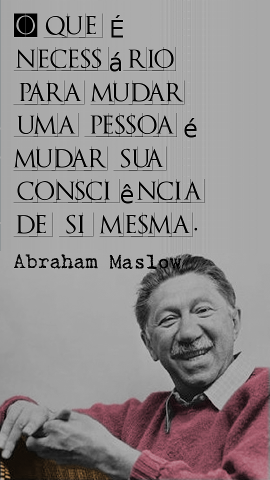 O QUE É
NECESSáRIO
PARA MUDAR
UMA PESSOA é
MUDAR SUA
CONSCIêNCIA
DE SI MESMA.
Abraham Maslow